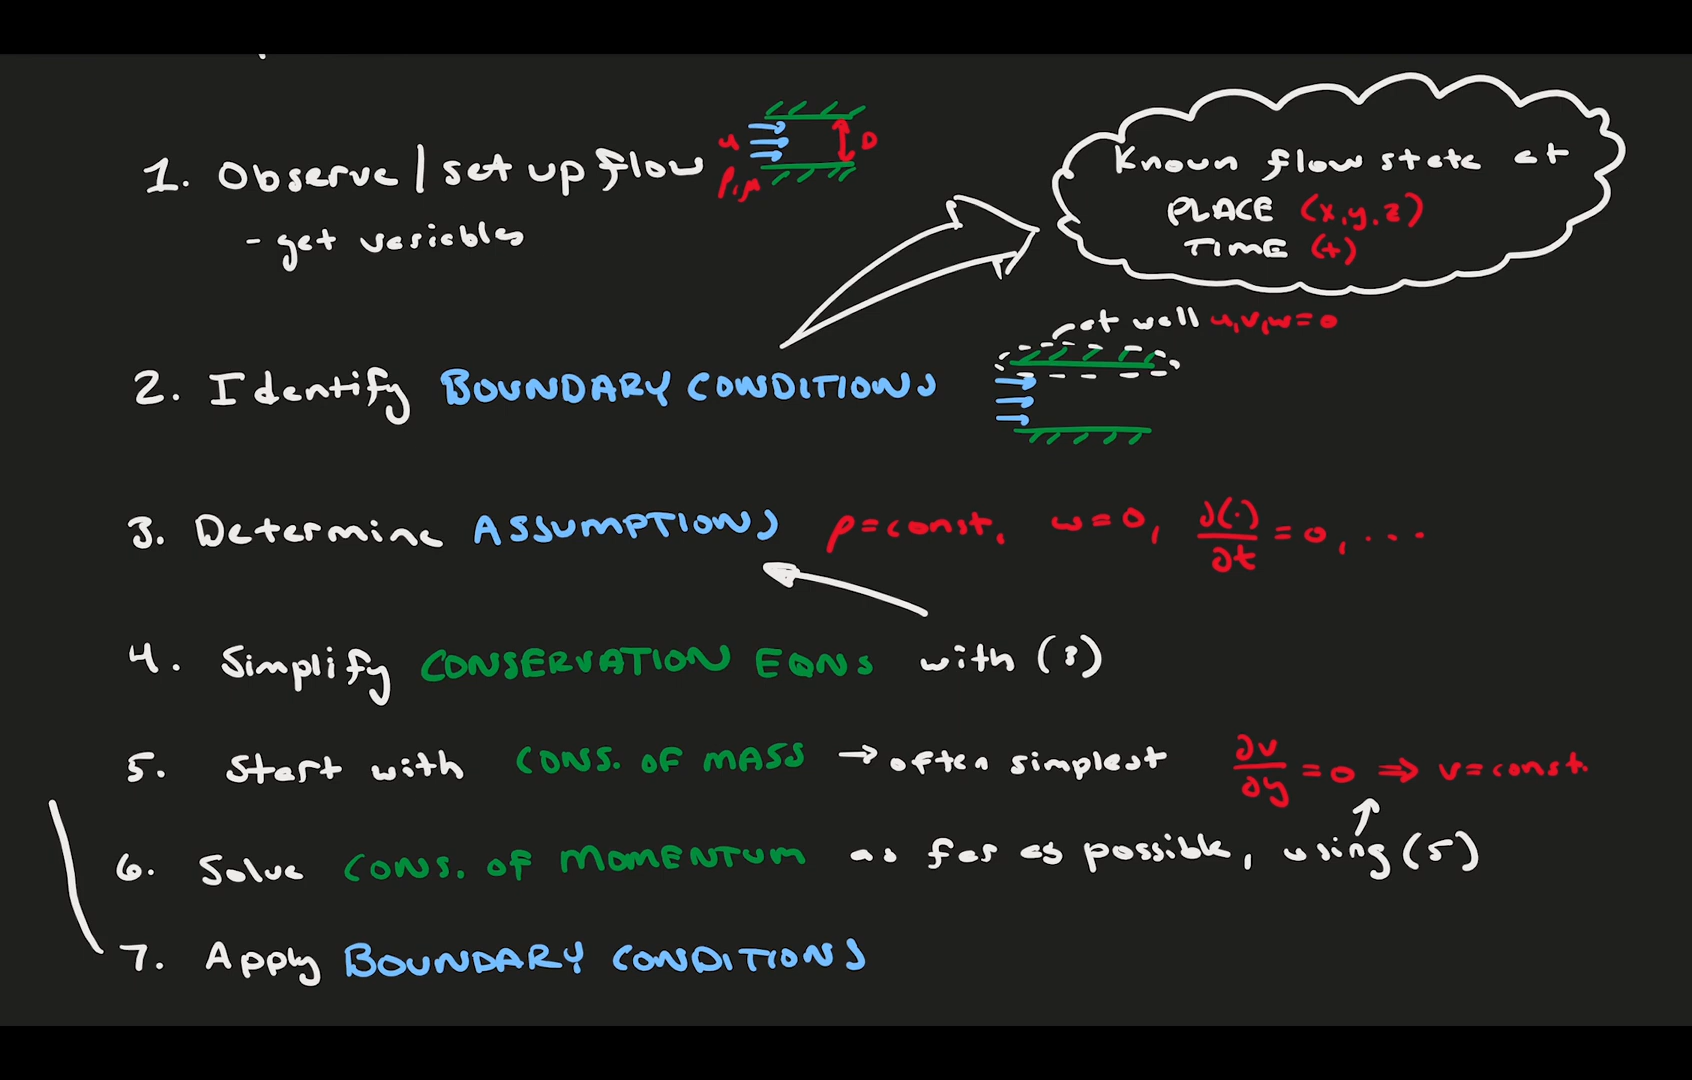 1. Observe/set up flow
u
ρ,μ
D
- get variables
Known flow state at
PLACE (x,y,z)
TIME (t)
2. Identify BOUNDARY CONDITIONS
at wall u,v,w=0
3. Determine ASSUMPTIONS ρ=const, w=0, ∂(·)/∂t=0, ...
4. Simplify CONSERVATION EQNS with (3)
5. Start with CONS. OF MASS → often simplest ∂v/∂y=0 ⇒ v=const.
6. Solve CONS. OF MOMENTUM as far as possible, using (5)
7. Apply BOUNDARY CONDITIONS